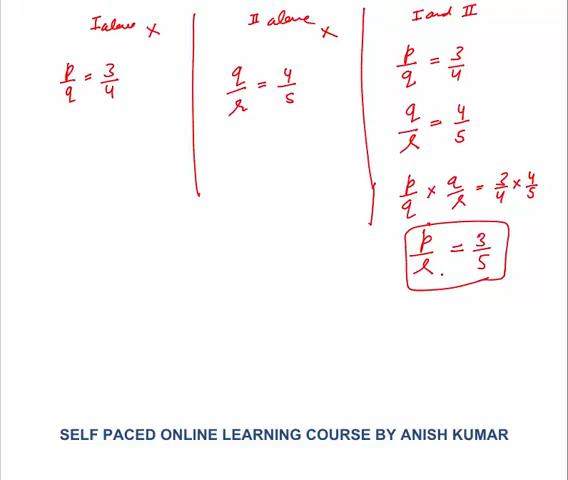 I alone ×
p/q = 3/4
II alone ×
q/r = 4/5
I and II
p/q = 3/4
q/r = 4/5
p/q × q/r = 3/4 × 4/5
p/r = 3/5
SELF PACED ONLINE LEARNING COURSE BY ANISH KUMAR